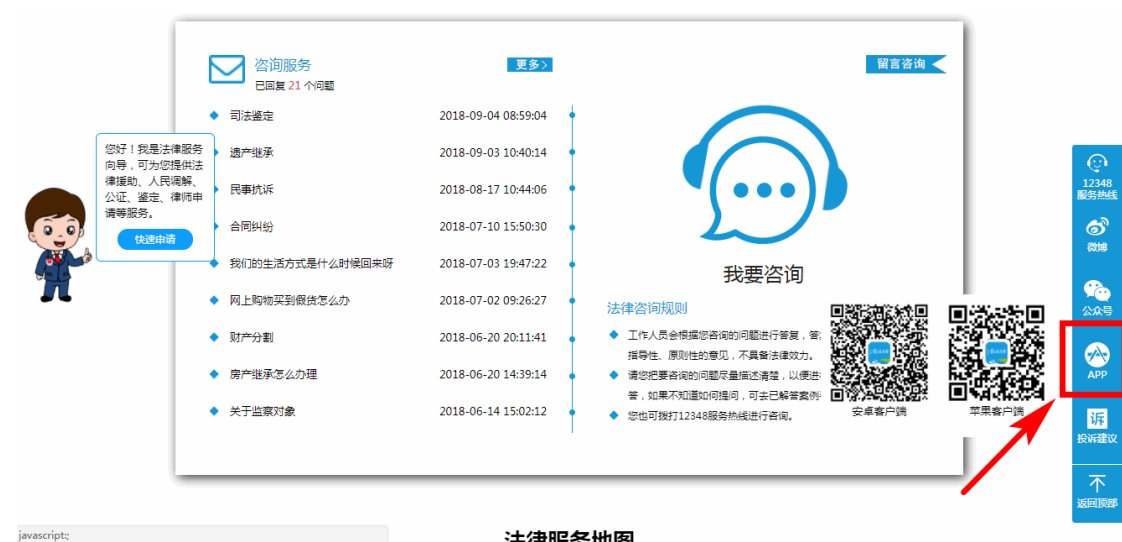 咨询服务
已回复 21 个问题
更多>
留言咨询
司法鉴定 2018-09-04 08:59:04
遗产继承 2018-09-03 10:40:14
民事抗诉 2018-08-17 10:44:06
合同纠纷 2018-07-10 15:50:30
我们的生活方式是什么时候回来呀 2018-07-03 19:47:22
网上购物买到假货怎么办 2018-07-02 09:26:27
财产分割 2018-06-20 20:11:41
房产继承怎么办理 2018-06-20 14:39:14
关于监察对象 2018-06-14 15:02:12
您好！我是法律服务
向导，可为您提供法
律援助、人民调解、
公证、鉴定、律师申
请等服务。
快速申请
我要咨询
法律咨询规则
工作人员会根据您咨询的问题进行答复，答
指导性、原则性的意见，不具备法律效力。
请您把要咨询的问题尽量描述清楚，以便进
答，如果不知道如何提问，可去已解答案例
您也可拨打12348服务热线进行咨询。
安卓客户端
苹果客户端
12348
服务热线
微博
公众号
APP
诉
投诉建议
返回顶部
javascript:;
法律服务地图